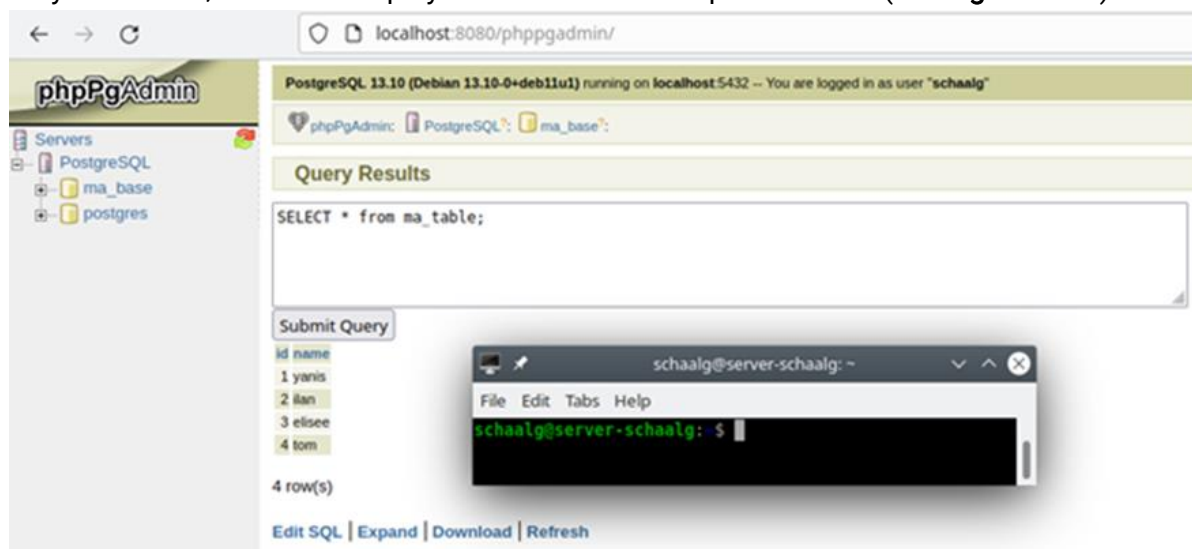 localhost:8080/phppgadmin/
phpPgAdmin
PostgreSQL 13.10 (Debian 13.10-0+deb11u1) running on localhost:5432 -- You are logged in as user "schaalg"
phpPgAdmin: PostgreSQL?: ma_base?:
Servers
PostgreSQL
ma_base
postgres
Query Results
SELECT * from ma_table;
Submit Query
id name
1 yanis
2 ilan
3 elisee
4 tom
4 row(s)
Edit SQL | Expand | Download | Refresh
schaalg@server-schaalg: ~
File Edit Tabs Help
schaalg@server-schaalg:~$